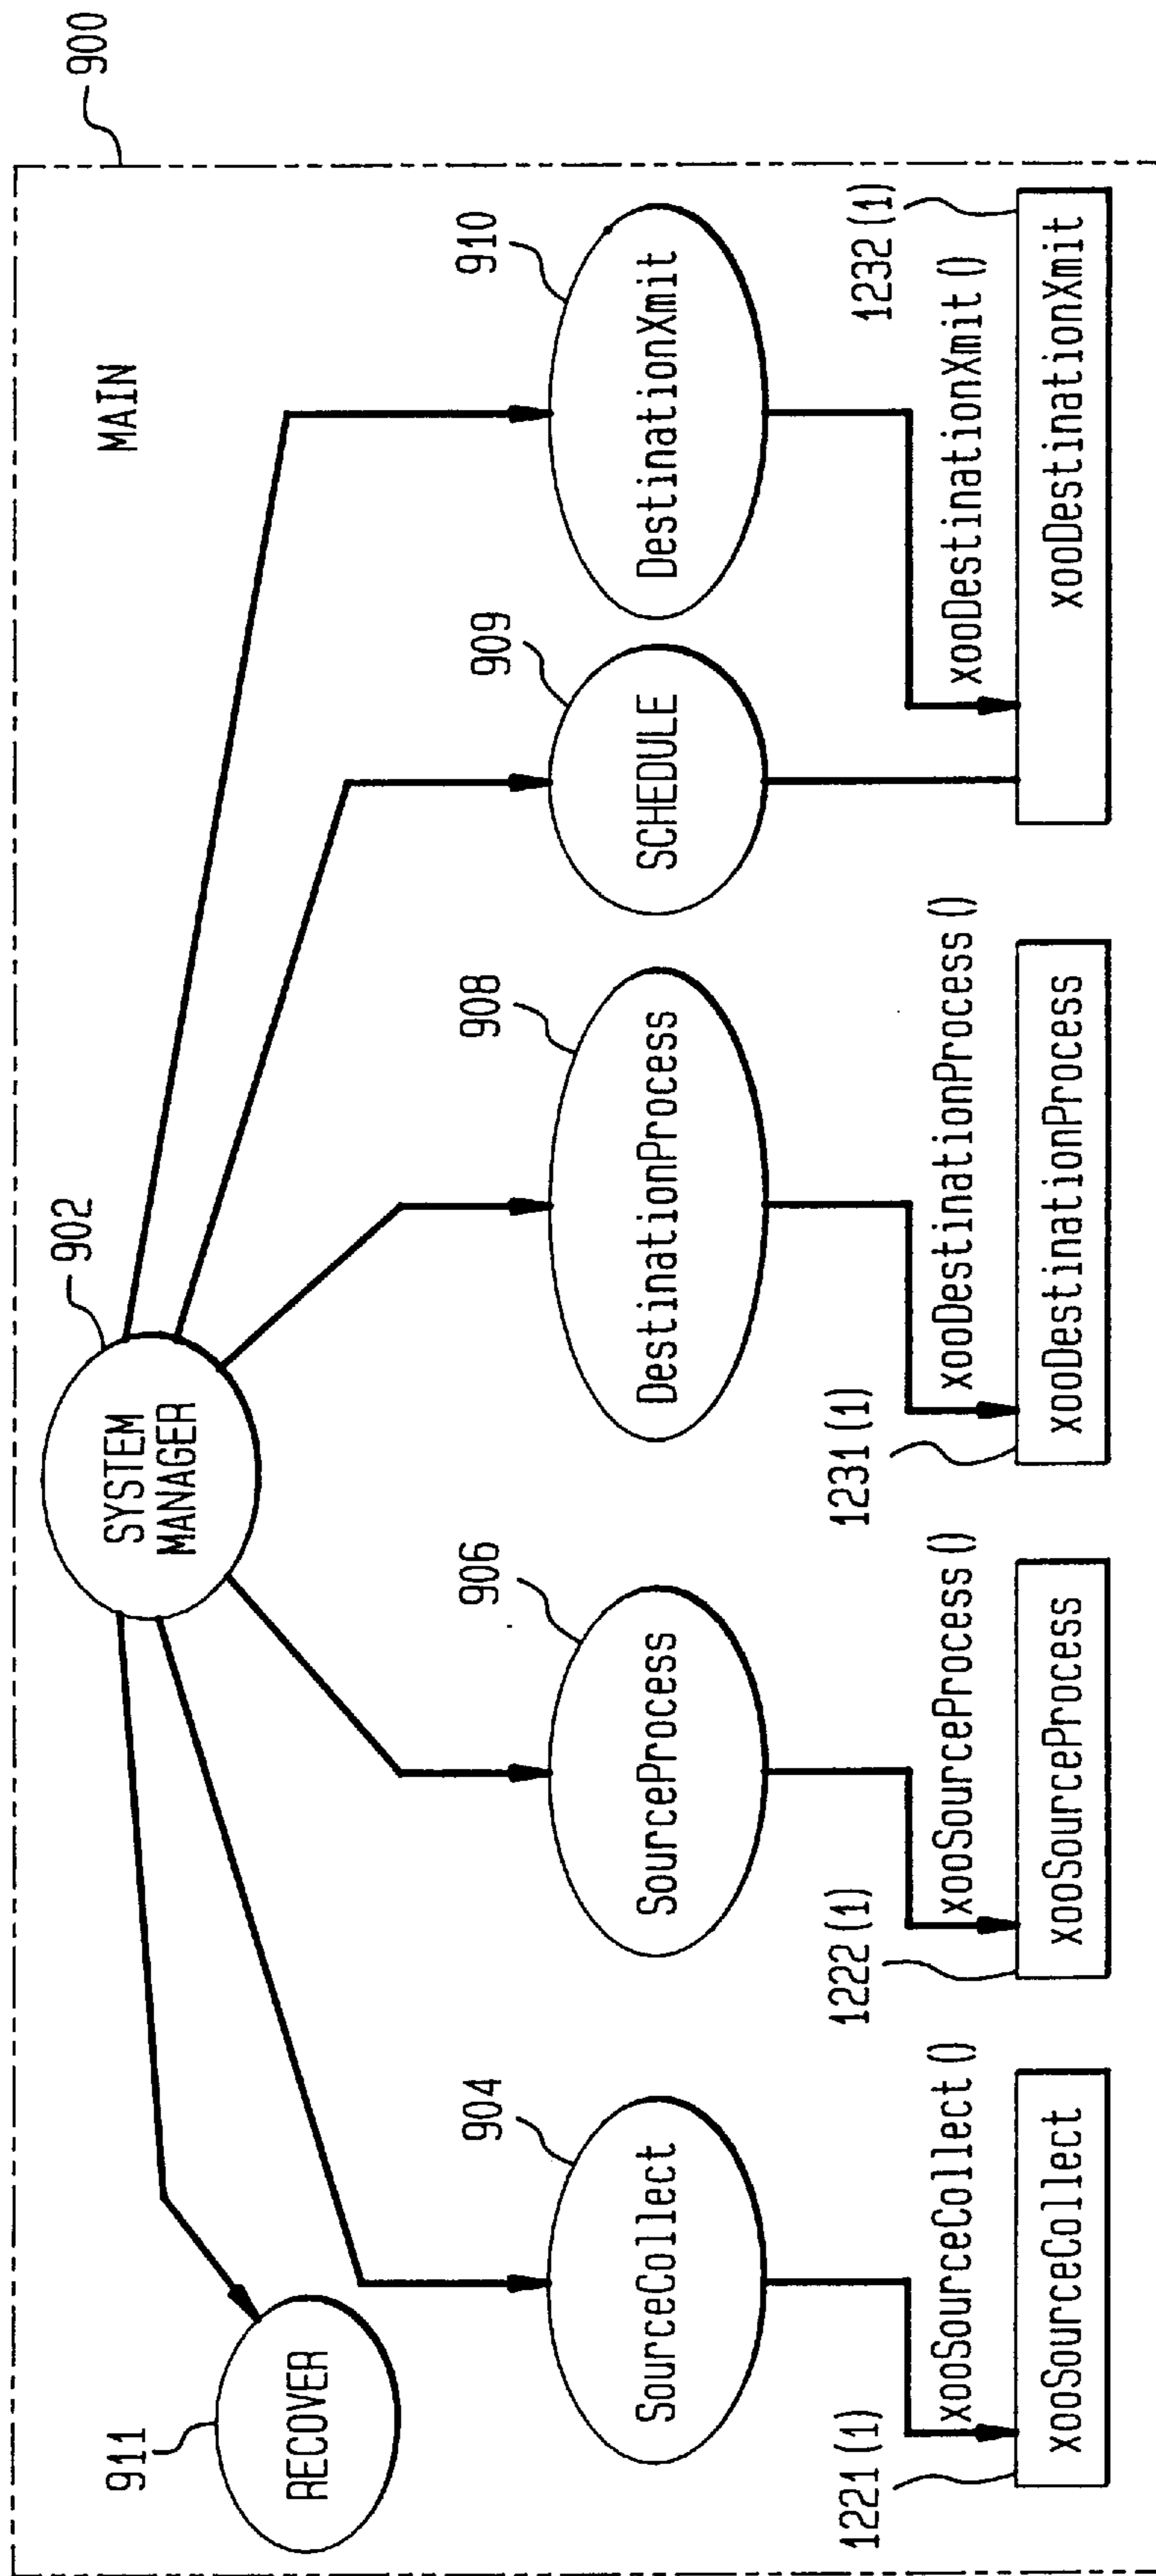 900
MAIN
902
SYSTEM
MANAGER
911
RECOVER
904
SourceCollect
906
SourceProcess
908
DestinationProcess
909
SCHEDULE
910
DestinationXmit
1221 (1)
xooSourceCollect ()
xooSourceCollect
1222 (1)
xooSourceProcess ()
xooSourceProcess
1231 (1)
xooDestinationProcess ()
xooDestinationProcess
1232 (1)
xooDestinationXmit ()
xooDestinationXmit